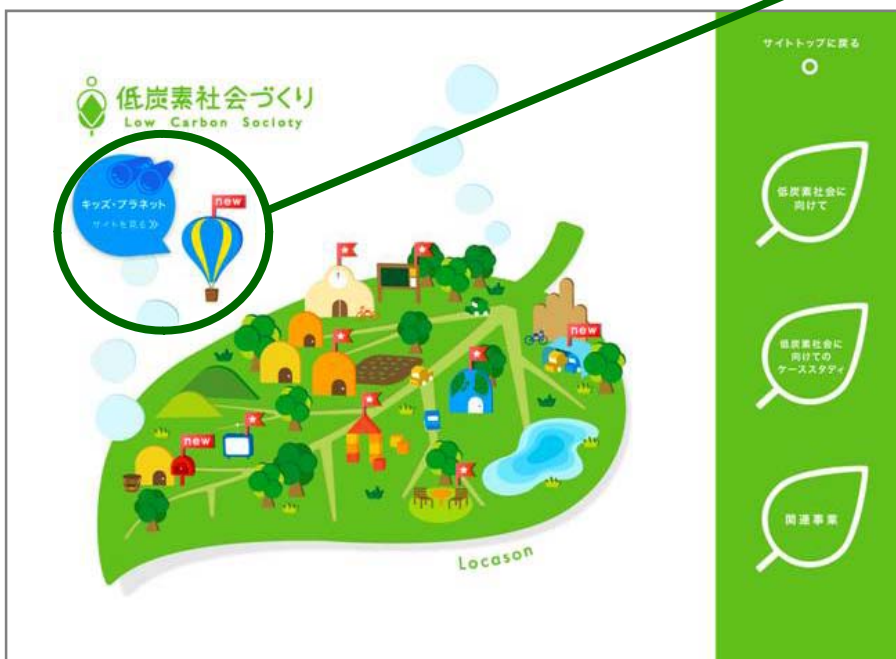 低炭素社会づくり
Low Carbon Society
キッズ・プラネット
サイトを見る
new
new
new
Locason
サイトトップに戻る
低炭素社会に
向けて
低炭素社会に
向けての
ケーススタディ
関連事業